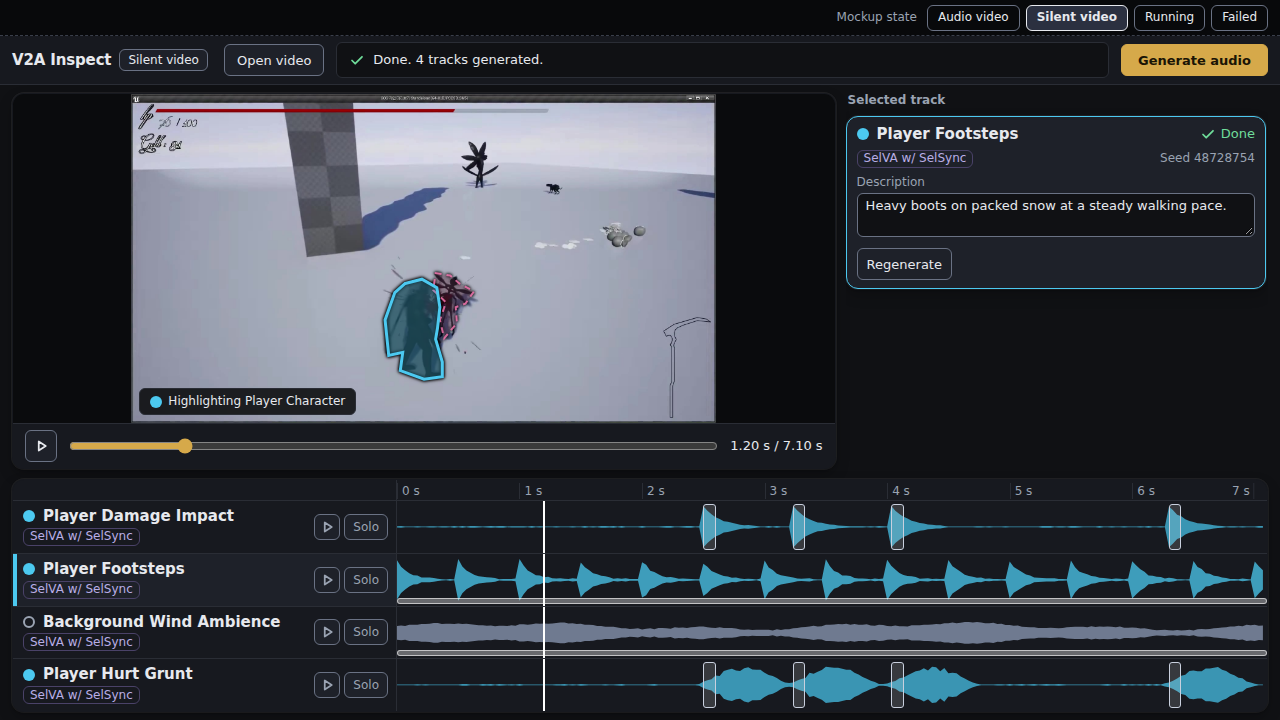 Mockup state Audio video Silent video Running Failed
V2A Inspect Silent video Open video Done. 4 tracks generated. Generate audio
Selected track
Player Footsteps Done
SelVA w/ SelSync Seed 48728754
Description
Heavy boots on packed snow at a steady walking pace.
Regenerate
Highlighting Player Character
1.20 s / 7.10 s
0 s 1 s 2 s 3 s 4 s 5 s 6 s 7 s
Player Damage Impact
SelVA w/ SelSync Solo
Player Footsteps
SelVA w/ SelSync Solo
Background Wind Ambience
SelVA w/ SelSync Solo
Player Hurt Grunt
SelVA w/ SelSync Solo